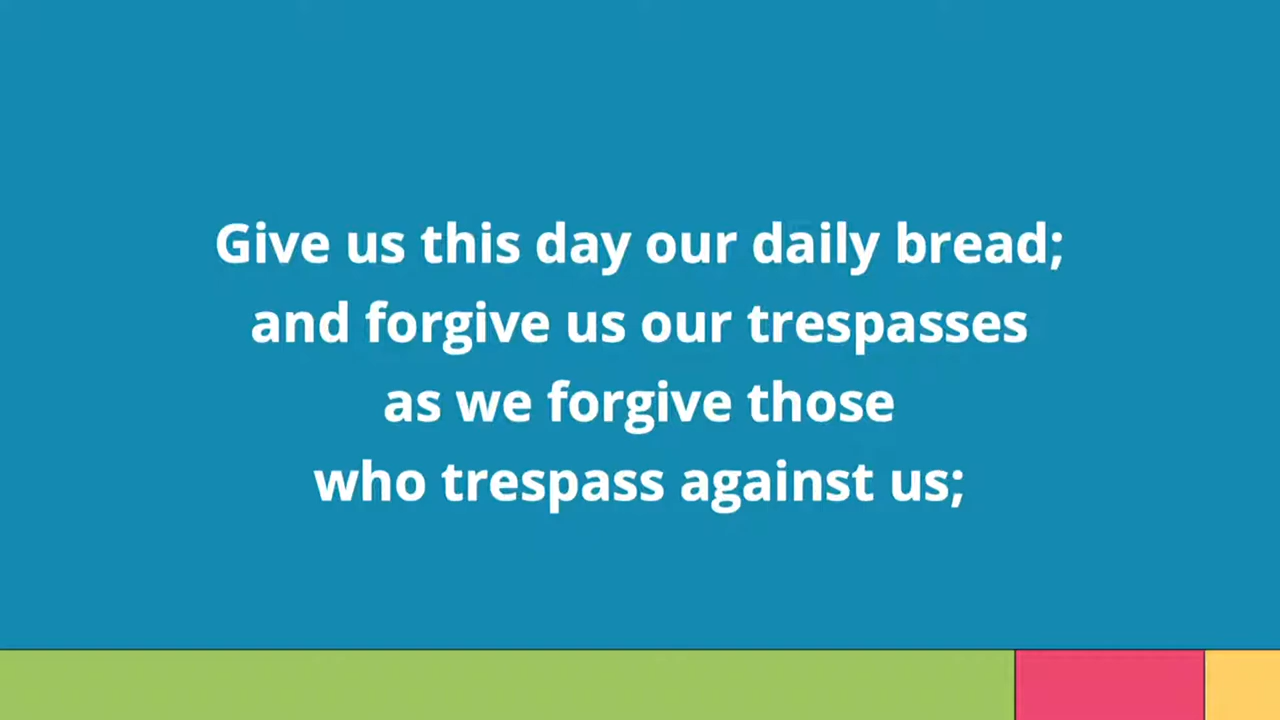 Give us this day our daily bread;
and forgive us our trespasses
as we forgive those
who trespass against us;